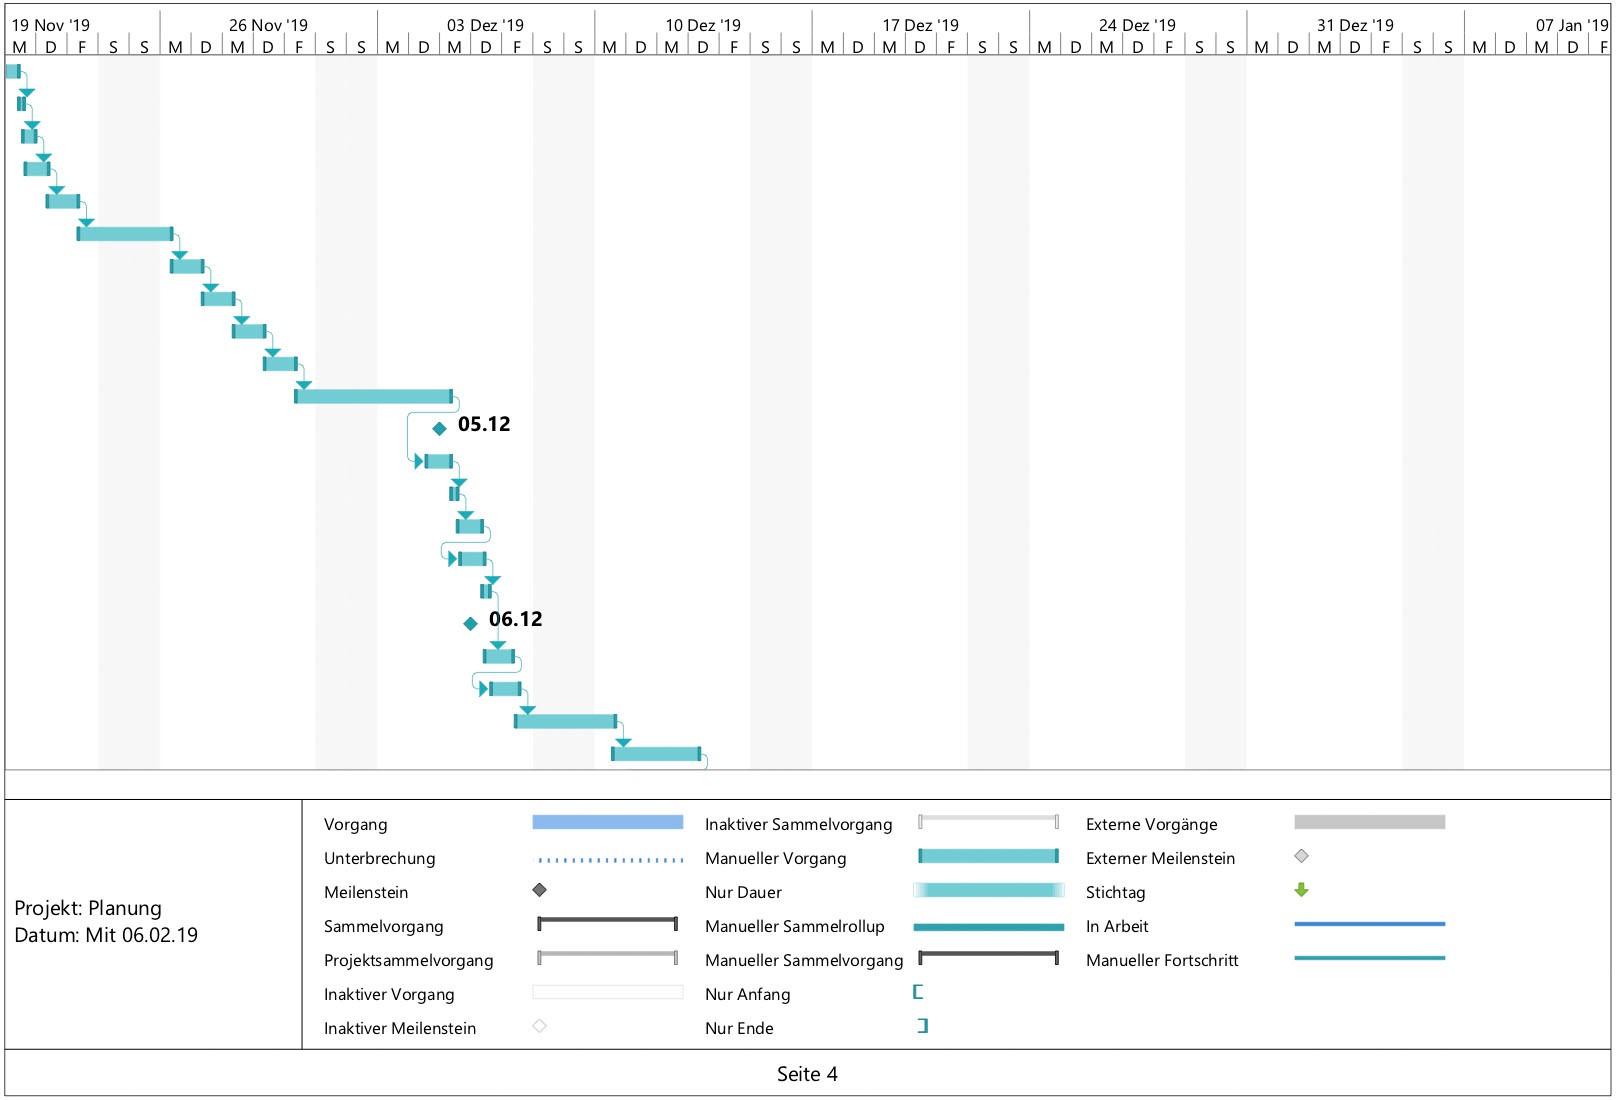 19 Nov '19 26 Nov '19 03 Dez '19 10 Dez '19 17 Dez '19 24 Dez '19 31 Dez '19 07 Jan '19
M D F S S M D M D F S S M D M D F S S M D M D F S S M D M D F S S M D M D F S S M D M D F S S M D M D F
05.12
06.12
Projekt: Planung
Datum: Mit 06.02.19
Vorgang
Unterbrechung
Meilenstein
Sammelvorgang
Projektsammelvorgang
Inaktiver Vorgang
Inaktiver Meilenstein
Inaktiver Sammelvorgang
Manueller Vorgang
Nur Dauer
Manueller Sammelrollup
Manueller Sammelvorgang
Nur Anfang
Nur Ende
Externe Vorgänge
Externer Meilenstein
Stichtag
In Arbeit
Manueller Fortschritt
Seite 4